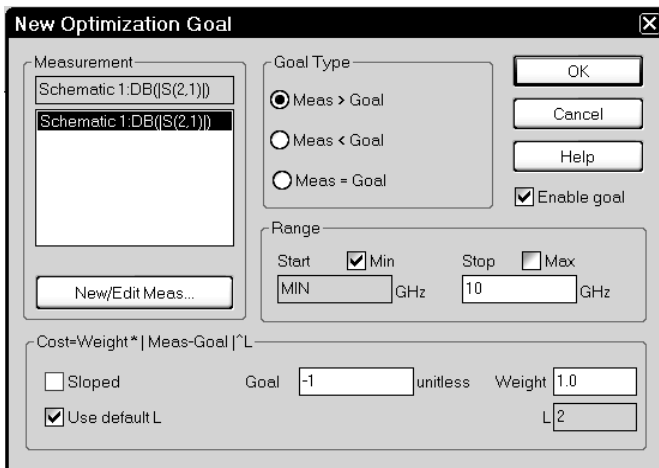 New Optimization Goal
Measurement
Schematic 1:DB(|S(2,1)|)
Schematic 1:DB(|S(2,1)|)
New/Edit Meas...
Goal Type
Meas > Goal
Meas < Goal
Meas = Goal
OK
Cancel
Help
Enable goal
Range
Start Min Stop Max
MIN GHz 10 GHz
Cost=Weight*|Meas-Goal|^L
Sloped Goal -1 unitless Weight 1.0
Use default L L 2